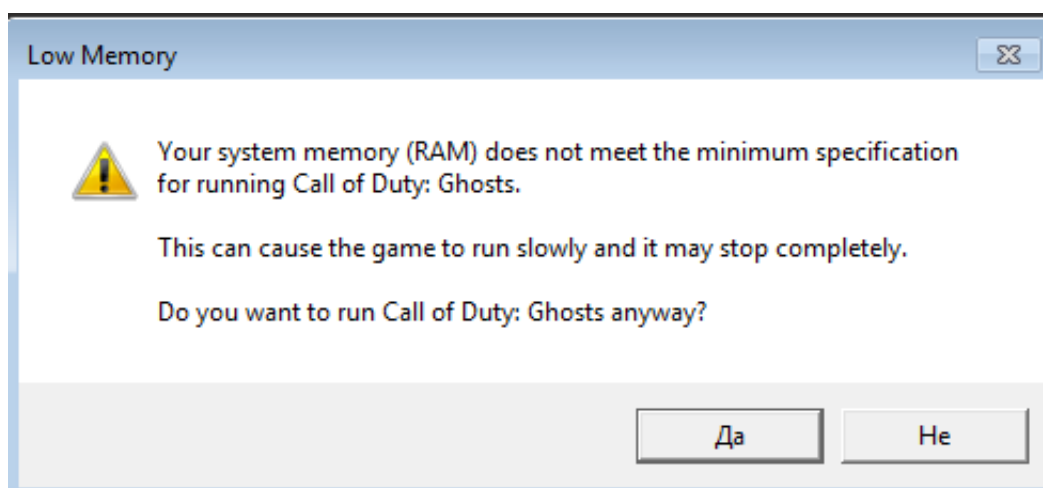 Low Memory
Your system memory (RAM) does not meet the minimum specification
for running Call of Duty: Ghosts.
This can cause the game to run slowly and it may stop completely.
Do you want to run Call of Duty: Ghosts anyway?
Да
Не